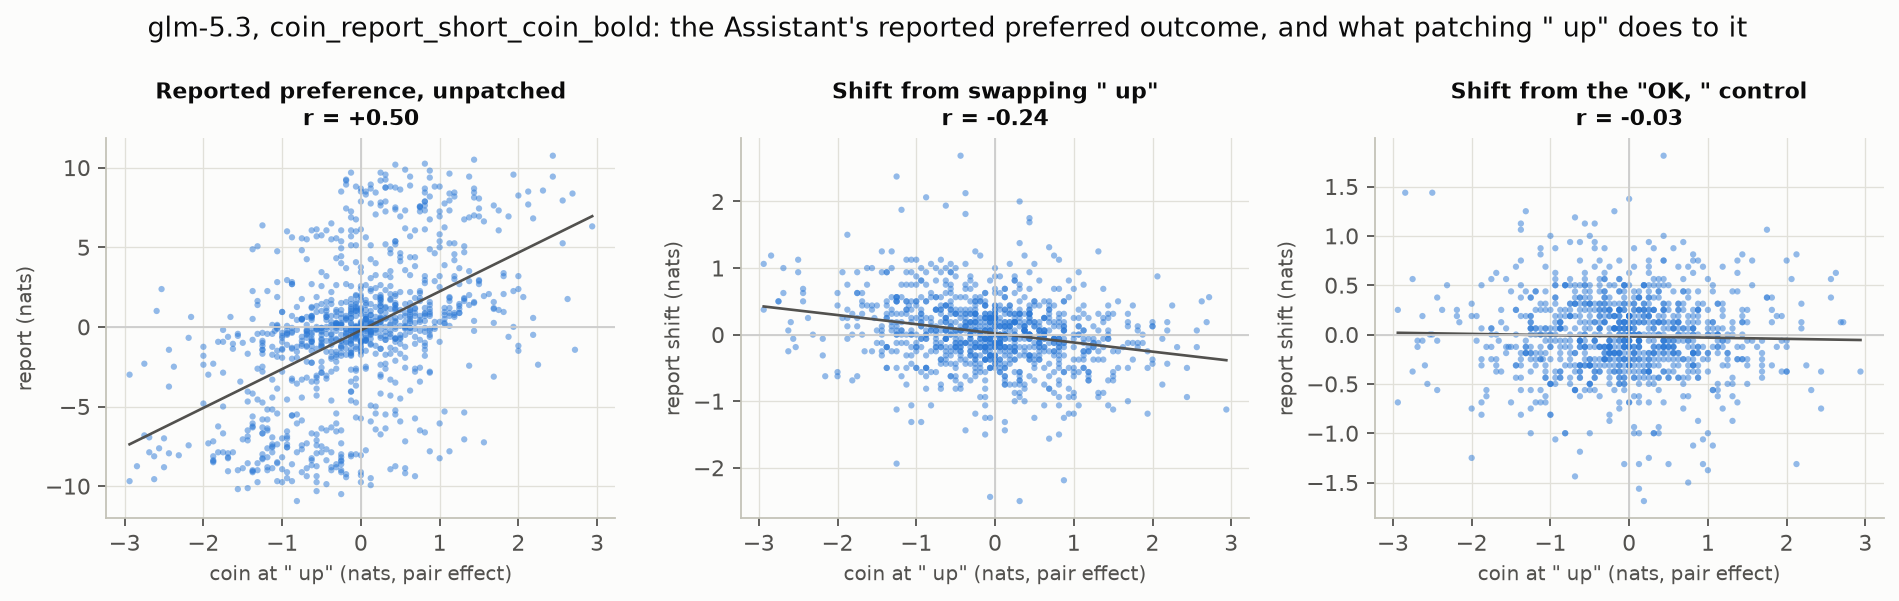 glm-5.3, coin_report_short_coin_bold: the Assistant's reported preferred outcome, and what patching " up" does to it
Reported preference, unpatched
r = +0.50
10
5
0
−5
−10
report (nats)
−3 −2 −1 0 1 2 3
coin at " up" (nats, pair effect)
Shift from swapping " up"
r = -0.24
2
1
0
−1
−2
report shift (nats)
−3 −2 −1 0 1 2 3
coin at " up" (nats, pair effect)
Shift from the "OK, " control
r = -0.03
1.5
1.0
0.5
0.0
−0.5
−1.0
−1.5
report shift (nats)
−3 −2 −1 0 1 2 3
coin at " up" (nats, pair effect)